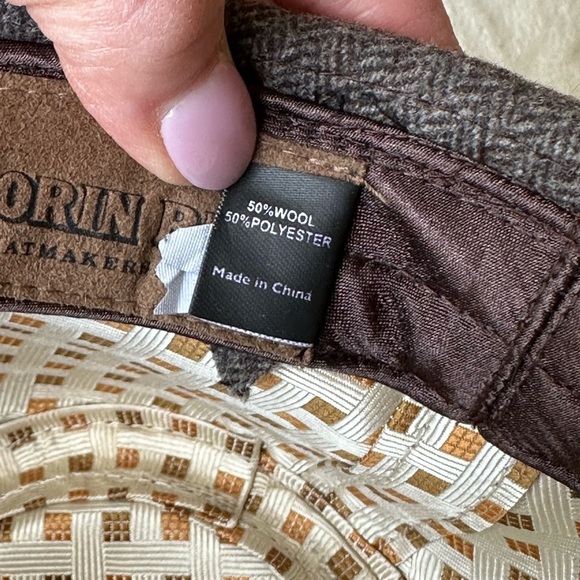 ORIN
ATMAKERS
50%WOOL
50%POLYESTER
Made in China